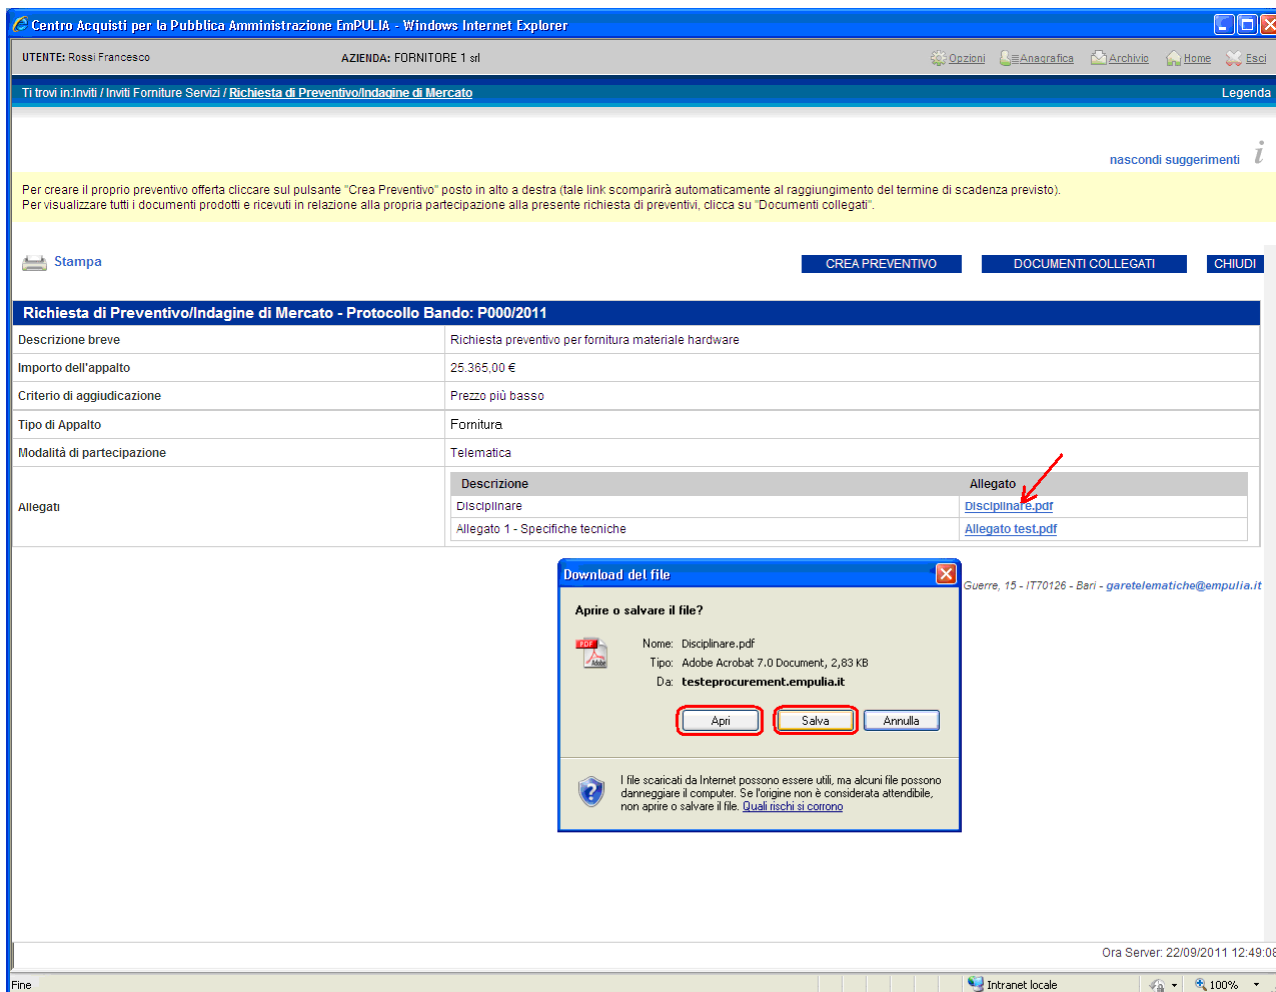 Centro Acquisti per la Pubblica Amministrazione EmPULIA - Windows Internet Explorer
UTENTE: Rossi Francesco AZIENDA: FORNITORE 1 srl Opzioni Anagrafica Archivio Home Esci
Ti trovi in:Inviti / Inviti Forniture Servizi / Richiesta di Preventivo/Indagine di Mercato Legenda
nascondi suggerimenti i
Per creare il proprio preventivo offerta cliccare sul pulsante "Crea Preventivo" posto in alto a destra (tale link scomparirà automaticamente al raggiungimento del termine di scadenza previsto).
Per visualizzare tutti i documenti prodotti e ricevuti in relazione alla propria partecipazione alla presente richiesta di preventivi, clicca su "Documenti collegati".
Stampa CREA PREVENTIVO DOCUMENTI COLLEGATI CHIUDI
Richiesta di Preventivo/Indagine di Mercato - Protocollo Bando: P000/2011
Descrizione breve Richiesta preventivo per fornitura materiale hardware
Importo dell'appalto 25.365,00 €
Criterio di aggiudicazione Prezzo più basso
Tipo di Appalto Fornitura
Modalità di partecipazione Telematica
Allegati
Descrizione Allegato
Disciplinare Disciplinare.pdf
Allegato 1 - Specifiche tecniche Allegato test.pdf
Guerre, 15 - IT70126 - Bari - garetelematiche@empulia.it
Download del file
Aprire o salvare il file?
PDF
Adobe
Nome: Disciplinare.pdf
Tipo: Adobe Acrobat 7.0 Document, 2,83 KB
Da: testeprocurement.empulia.it
Apri Salva Annulla
I file scaricati da Internet possono essere utili, ma alcuni file possono
danneggiare il computer. Se l'origine non è considerata attendibile,
non aprire o salvare il file. Quali rischi si corrono
Ora Server: 22/09/2011 12:49:08
Fine Intranet locale 100%